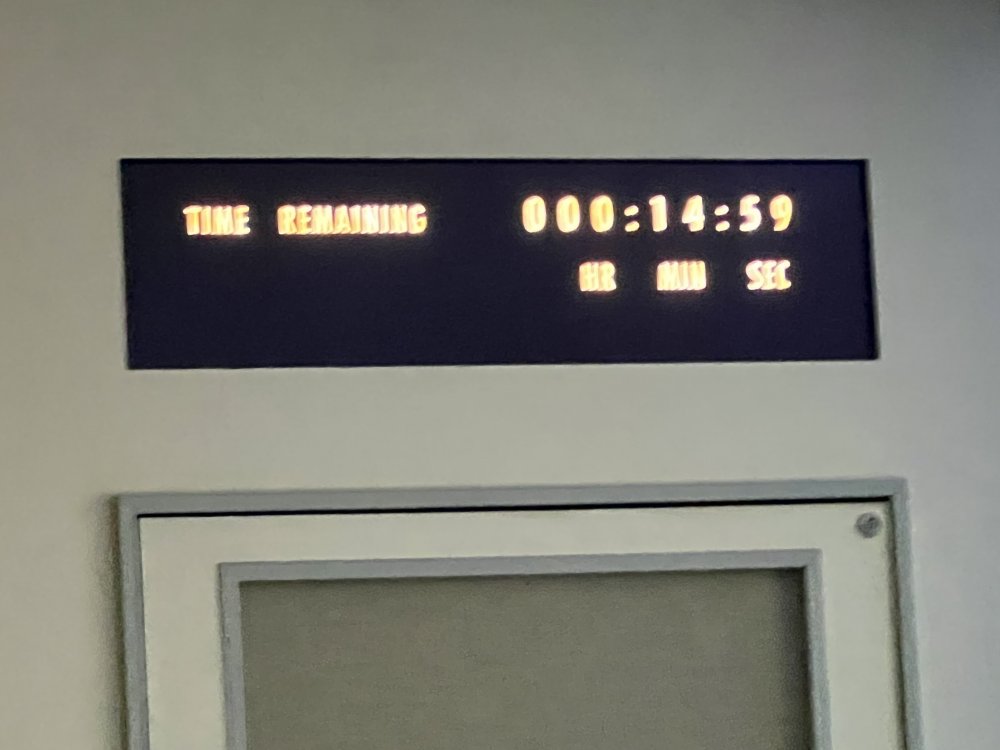 TIME REMAINING 000:14:59
HR MIN SEC